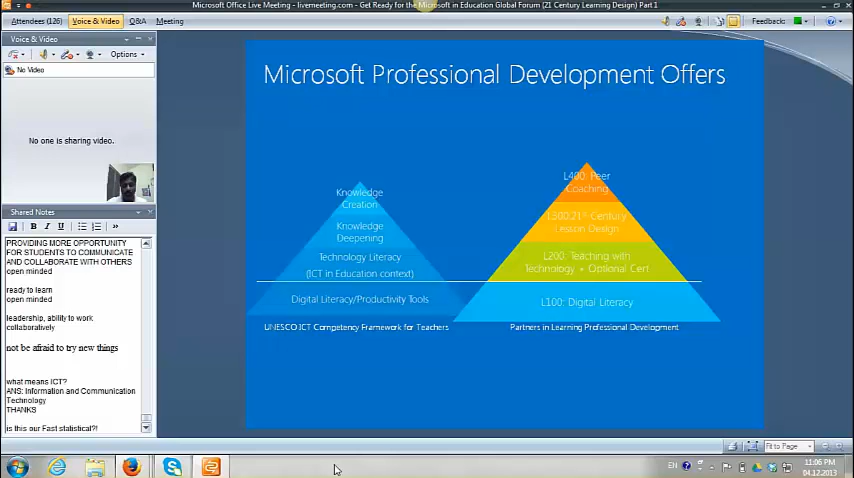 Microsoft Office Live Meeting - livemeeting.com - Get Ready for the Microsoft in Education Global Forum (21 Century Learning Design) Part 1
Attendees (126)
Voice & Video
Q&A
Meeting
Feedback:
Voice & Video
Options
No Video
No one is sharing video.
Shared Notes
B I U
PROVIDING MORE OPPORTUNITY
FOR STUDENTS TO COMMUNICATE
AND COLLABORATE WITH OTHERS
open minded
ready to learn
open minded
leadership, ability to work
collaboratively
not be afraid to try new things
what means ICT?
ANS: Information and Communication
Technology
THANKS
is this our Fast statistical?!
Microsoft Professional Development Offers
Knowledge
Creation
Knowledge
Deepening
Technology Literacy
(ICT in Education context)
Digital Literacy/Productivity Tools
UNESCO ICT Competency Framework for Teachers
L400: Peer
Coaching
L300:21st Century
Lesson Design
L200: Teaching with
Technology + Optional Cert
L100: Digital Literacy
Partners in Learning Professional Development
Fit to Page
EN
11:06 PM
04.12.2013